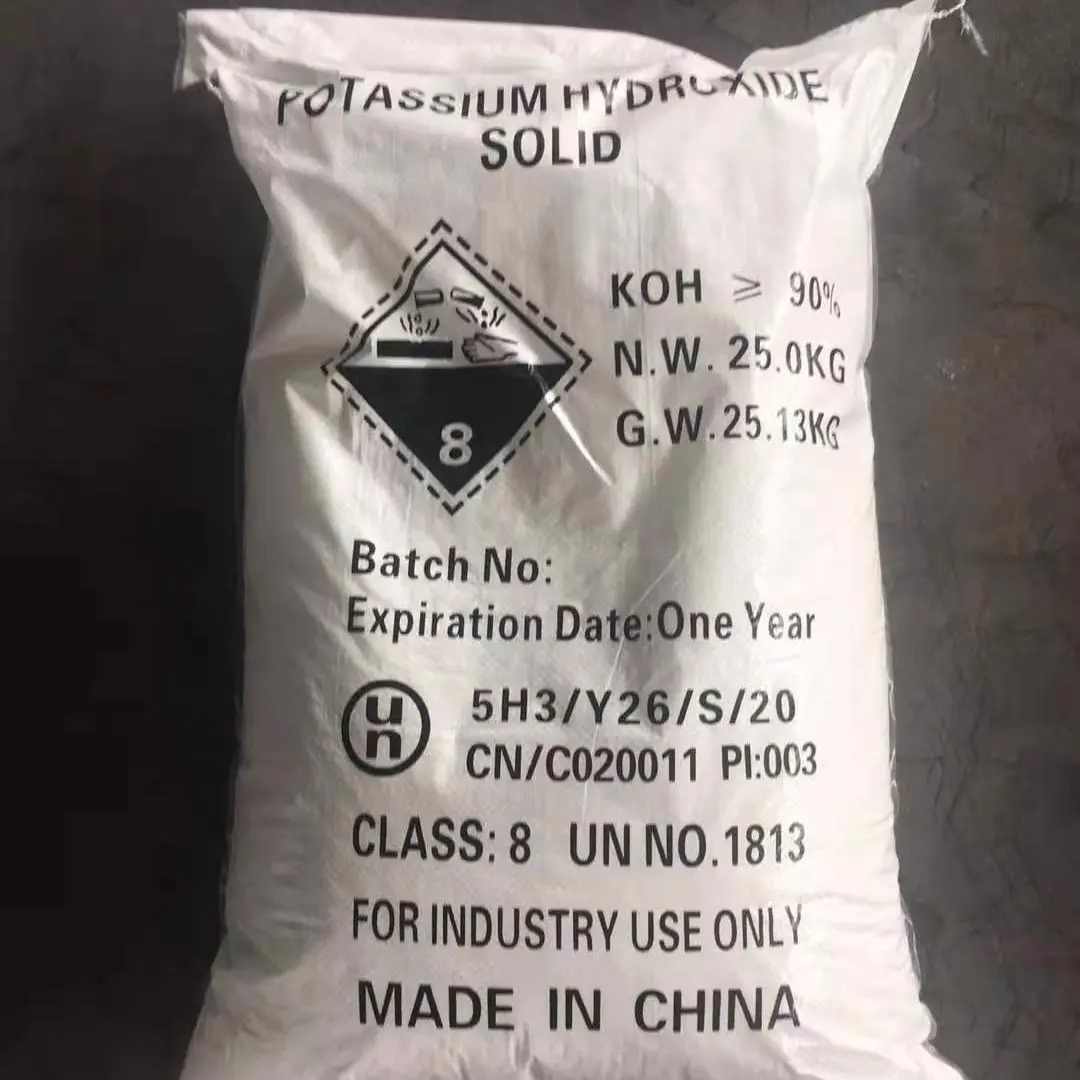 POTASSIUM HYDROXIDE
SOLID
KOH ≥ 90%
N.W. 25.0KG
G.W. 25.13KG
8
Batch No:
Expiration Date:One Year
un
5H3/Y26/S/20
CN/C020011 PI:003
CLASS: 8 UN NO.1813
FOR INDUSTRY USE ONLY
MADE IN CHINA